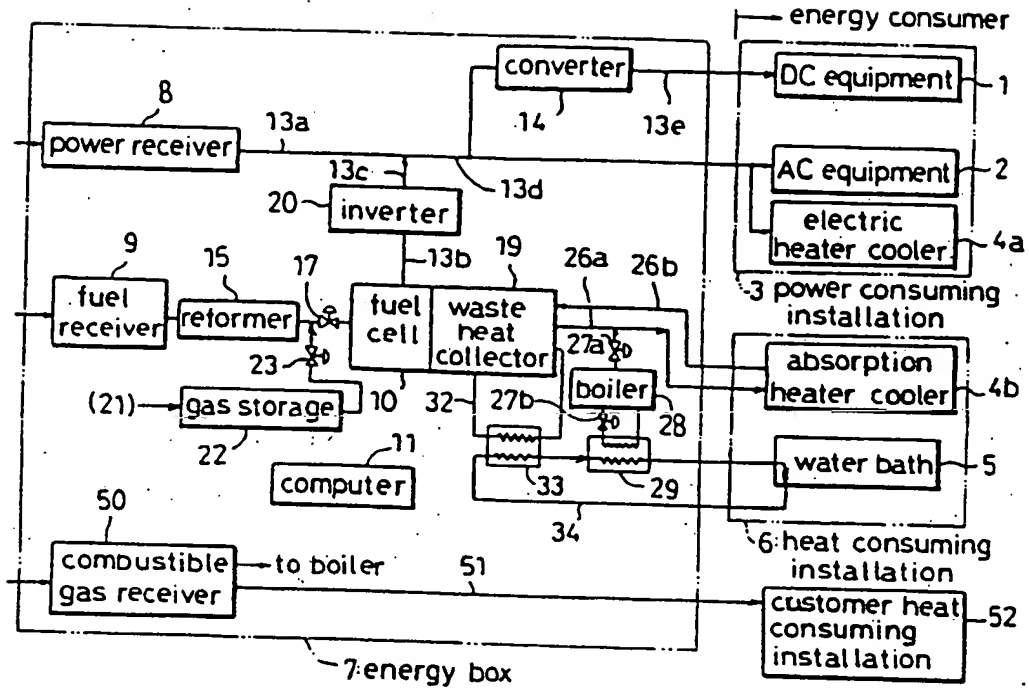 energy consumer
converter
DC equipment
1
8
14
13e
13a
power receiver
13c
13d
AC equipment
2
20
inverter
electric
heater cooler
4a
9
15
17
13b
19
26a
26b
3 power consuming
installation
fuel
receiver
reformer
fuel
cell
waste
heat
collector
27a
absorption
heater cooler
4b
23
boiler
(21)
gas storage
10
32
27b
28
22
11
computer
33
29
water bath
5
34
50
6: heat consuming
installation
combustible
gas receiver
to boiler
51
customer heat
consuming
installation
52
7: energy box